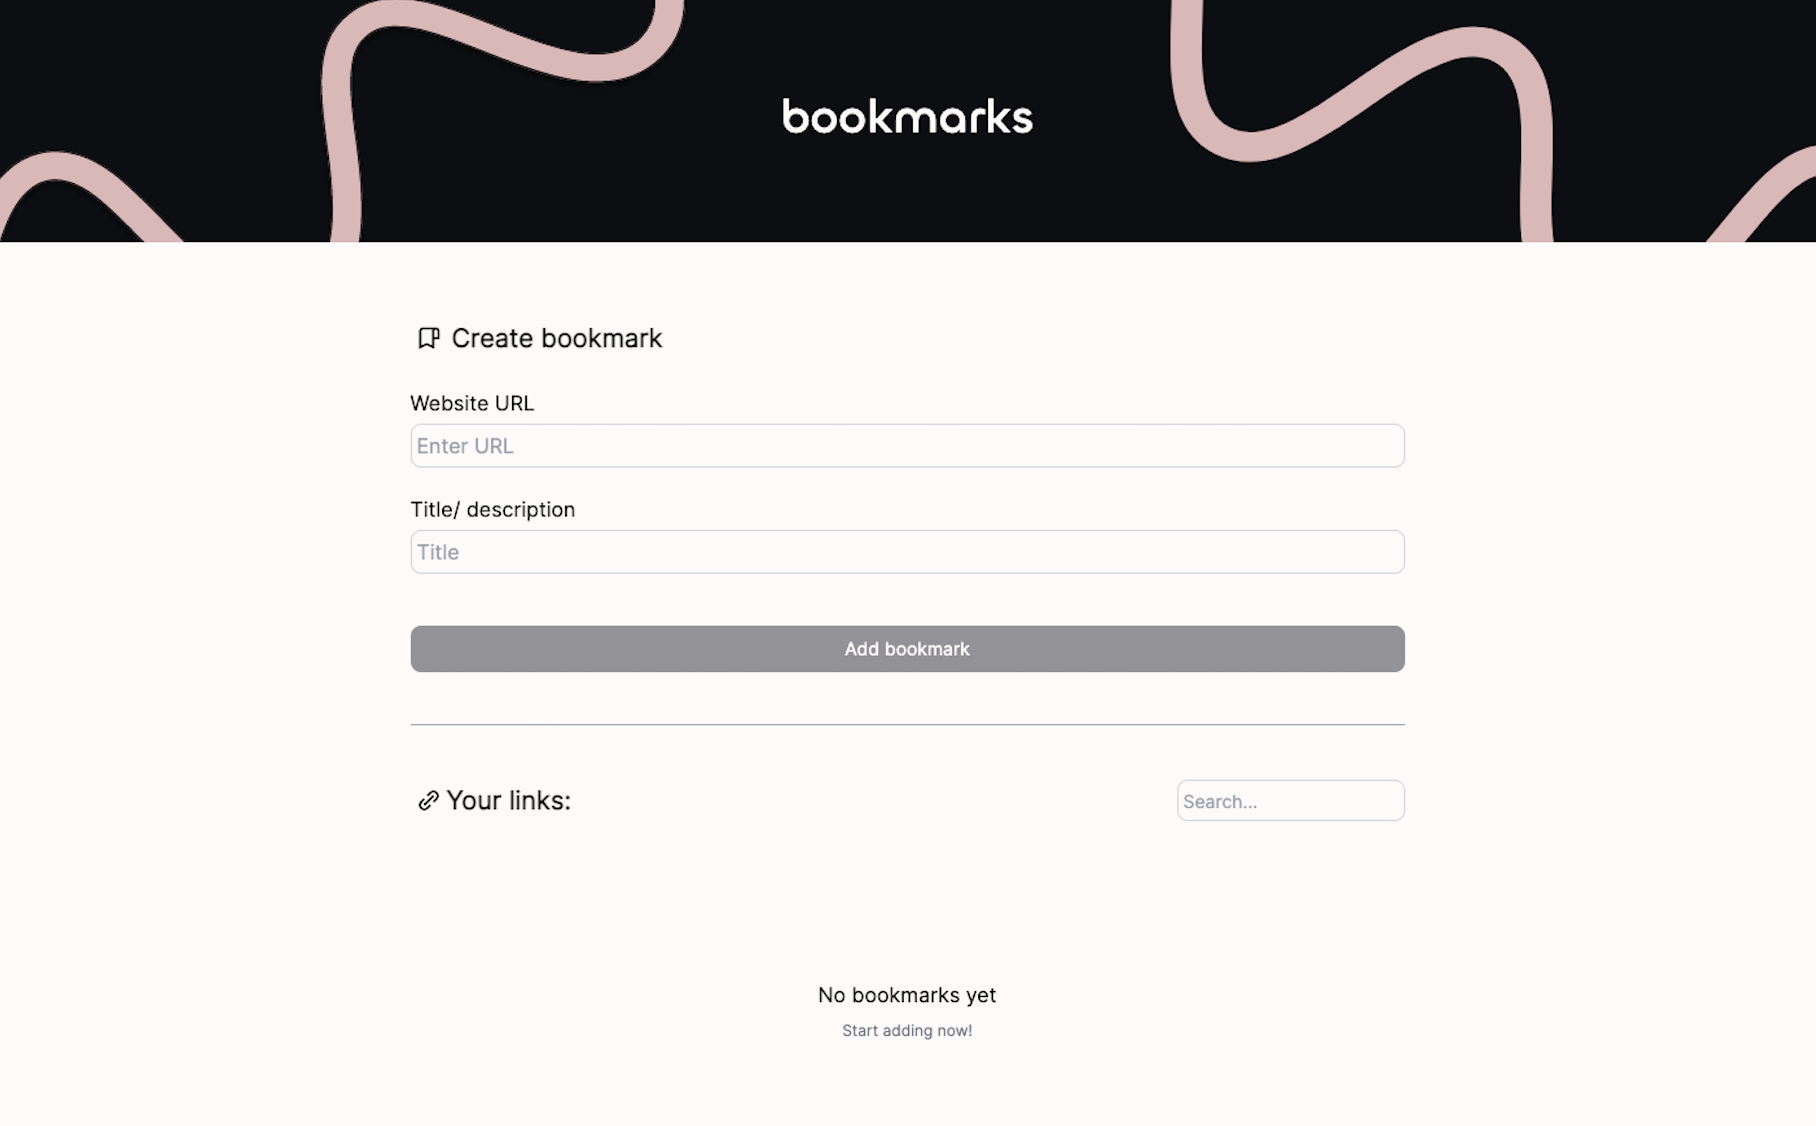 bookmarks
Create bookmark
Website URL
Enter URL
Title/ description
Title
Add bookmark
Your links:
Search...
No bookmarks yet
Start adding now!